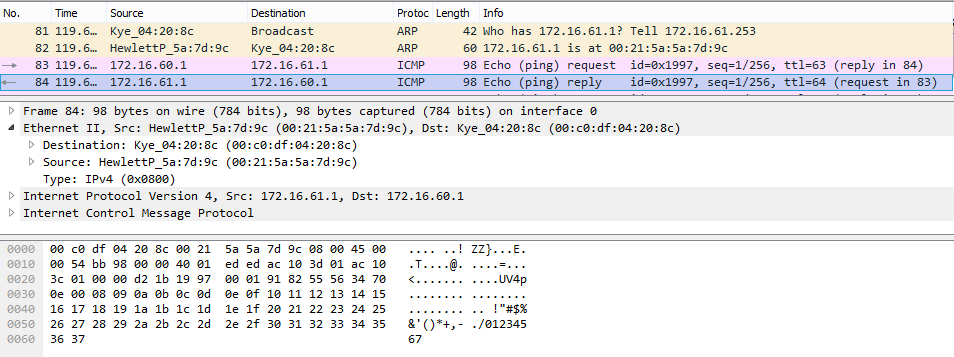 No. Time Source Destination Protoc Length Info
81 119.6… Kye_04:20:8c Broadcast ARP 42 Who has 172.16.61.1? Tell 172.16.61.253
82 119.6… HewlettP_5a:7d:9c Kye_04:20:8c ARP 60 172.16.61.1 is at 00:21:5a:5a:7d:9c
83 119.6… 172.16.60.1 172.16.61.1 ICMP 98 Echo (ping) request id=0x1997, seq=1/256, ttl=63 (reply in 84)
84 119.6… 172.16.61.1 172.16.60.1 ICMP 98 Echo (ping) reply id=0x1997, seq=1/256, ttl=64 (request in 83)
Frame 84: 98 bytes on wire (784 bits), 98 bytes captured (784 bits) on interface 0
Ethernet II, Src: HewlettP_5a:7d:9c (00:21:5a:5a:7d:9c), Dst: Kye_04:20:8c (00:c0:df:04:20:8c)
Destination: Kye_04:20:8c (00:c0:df:04:20:8c)
Source: HewlettP_5a:7d:9c (00:21:5a:5a:7d:9c)
Type: IPv4 (0x0800)
Internet Protocol Version 4, Src: 172.16.61.1, Dst: 172.16.60.1
Internet Control Message Protocol
0000 00 c0 df 04 20 8c 00 21 5a 5a 7d 9c 08 00 45 00 .... ..! ZZ}...E.
0010 00 54 bb 98 00 00 40 01 ed ed ac 10 3d 01 ac 10 .T....@. ....=...
0020 3c 01 00 00 d2 1b 19 97 00 01 91 82 55 56 34 70 <....... ....UV4p
0030 0e 00 08 09 0a 0b 0c 0d 0e 0f 10 11 12 13 14 15 ........ ........
0040 16 17 18 19 1a 1b 1c 1d 1e 1f 20 21 22 23 24 25 ........ .. !"#$%
0050 26 27 28 29 2a 2b 2c 2d 2e 2f 30 31 32 33 34 35 &'()*+,- ./012345
0060 36 37 67